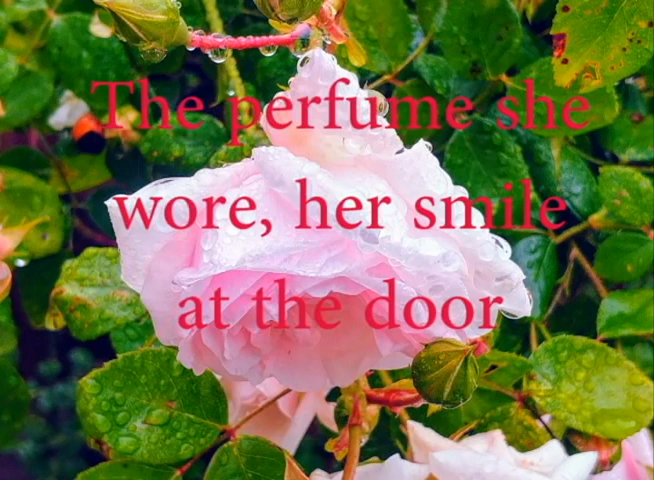 The perfume she
wore, her smile
at the door